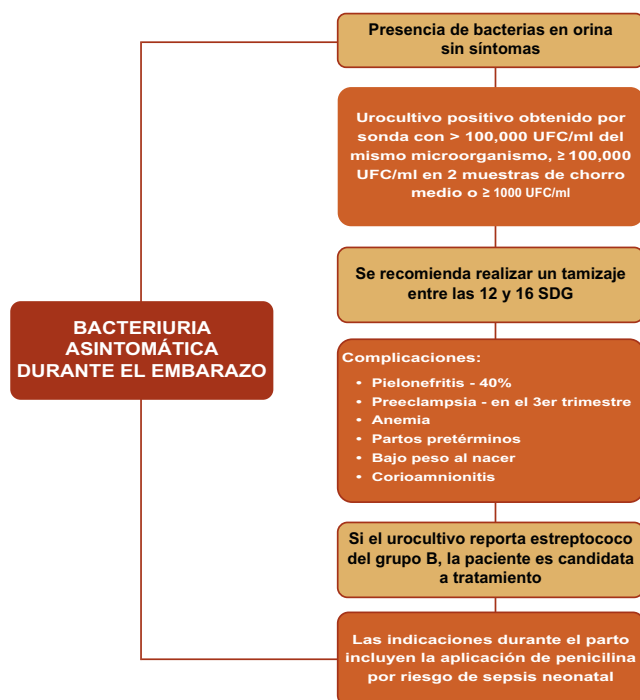 Presencia de bacterias en orina
sin síntomas
Urocultivo positivo obtenido por
sonda con > 100,000 UFC/ml del
mismo microorganismo, ≥ 100,000
UFC/ml en 2 muestras de chorro
medio o ≥ 1000 UFC/ml
Se recomienda realizar un tamizaje
entre las 12 y 16 SDG
BACTERIURIA
ASINTOMÁTICA
DURANTE EL EMBARAZO
Complicaciones:
• Pielonefritis - 40%
• Preeclampsia - en el 3er trimestre
• Anemia
• Partos pretérminos
• Bajo peso al nacer
• Corioamnionitis
Si el urocultivo reporta estreptococo
del grupo B, la paciente es candidata
a tratamiento
Las indicaciones durante el parto
incluyen la aplicación de penicilina
por riesgo de sepsis neonatal